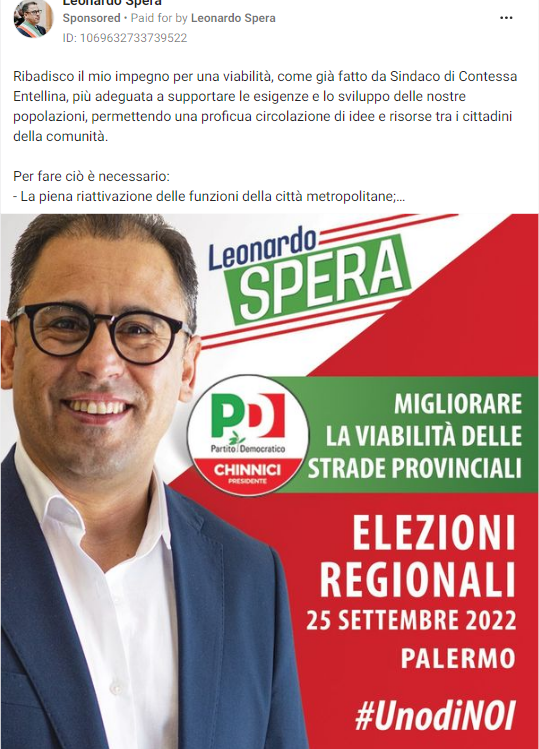 Leonardo Spera
Sponsored • Paid for by Leonardo Spera
ID: 1069632733739522
Ribadisco il mio impegno per una viabilità, come già fatto da Sindaco di Contessa
Entellina, più adeguata a supportare le esigenze e lo sviluppo delle nostre
popolazioni, permettendo una proficua circolazione di idee e risorse tra i cittadini
della comunità.
Per fare ciò è necessario:
- La piena riattivazione delle funzioni della città metropolitane;...
Leonardo
SPERA
PD
Partito Democratico
CHINNICI
PRESIDENTE
MIGLIORARE
LA VIABILITÀ DELLE
STRADE PROVINCIALI
ELEZIONI
REGIONALI
25 SETTEMBRE 2022
PALERMO
#UnodiNOI